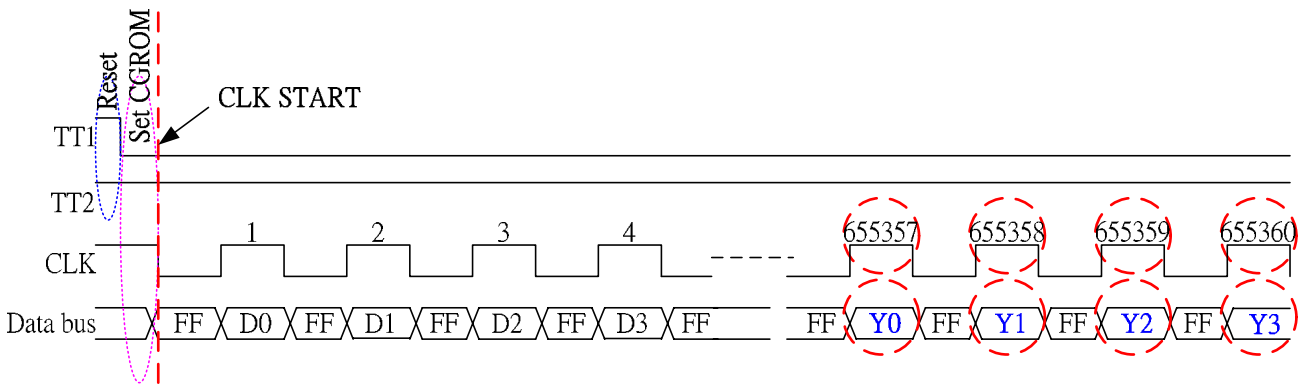 Reset
Set CGROM
CLK START
TT1
TT2
1 2 3 4 655357 655358 655359 655360
CLK
Data bus FF D0 FF D1 FF D2 FF D3 FF FF Y0 FF Y1 FF Y2 FF Y3